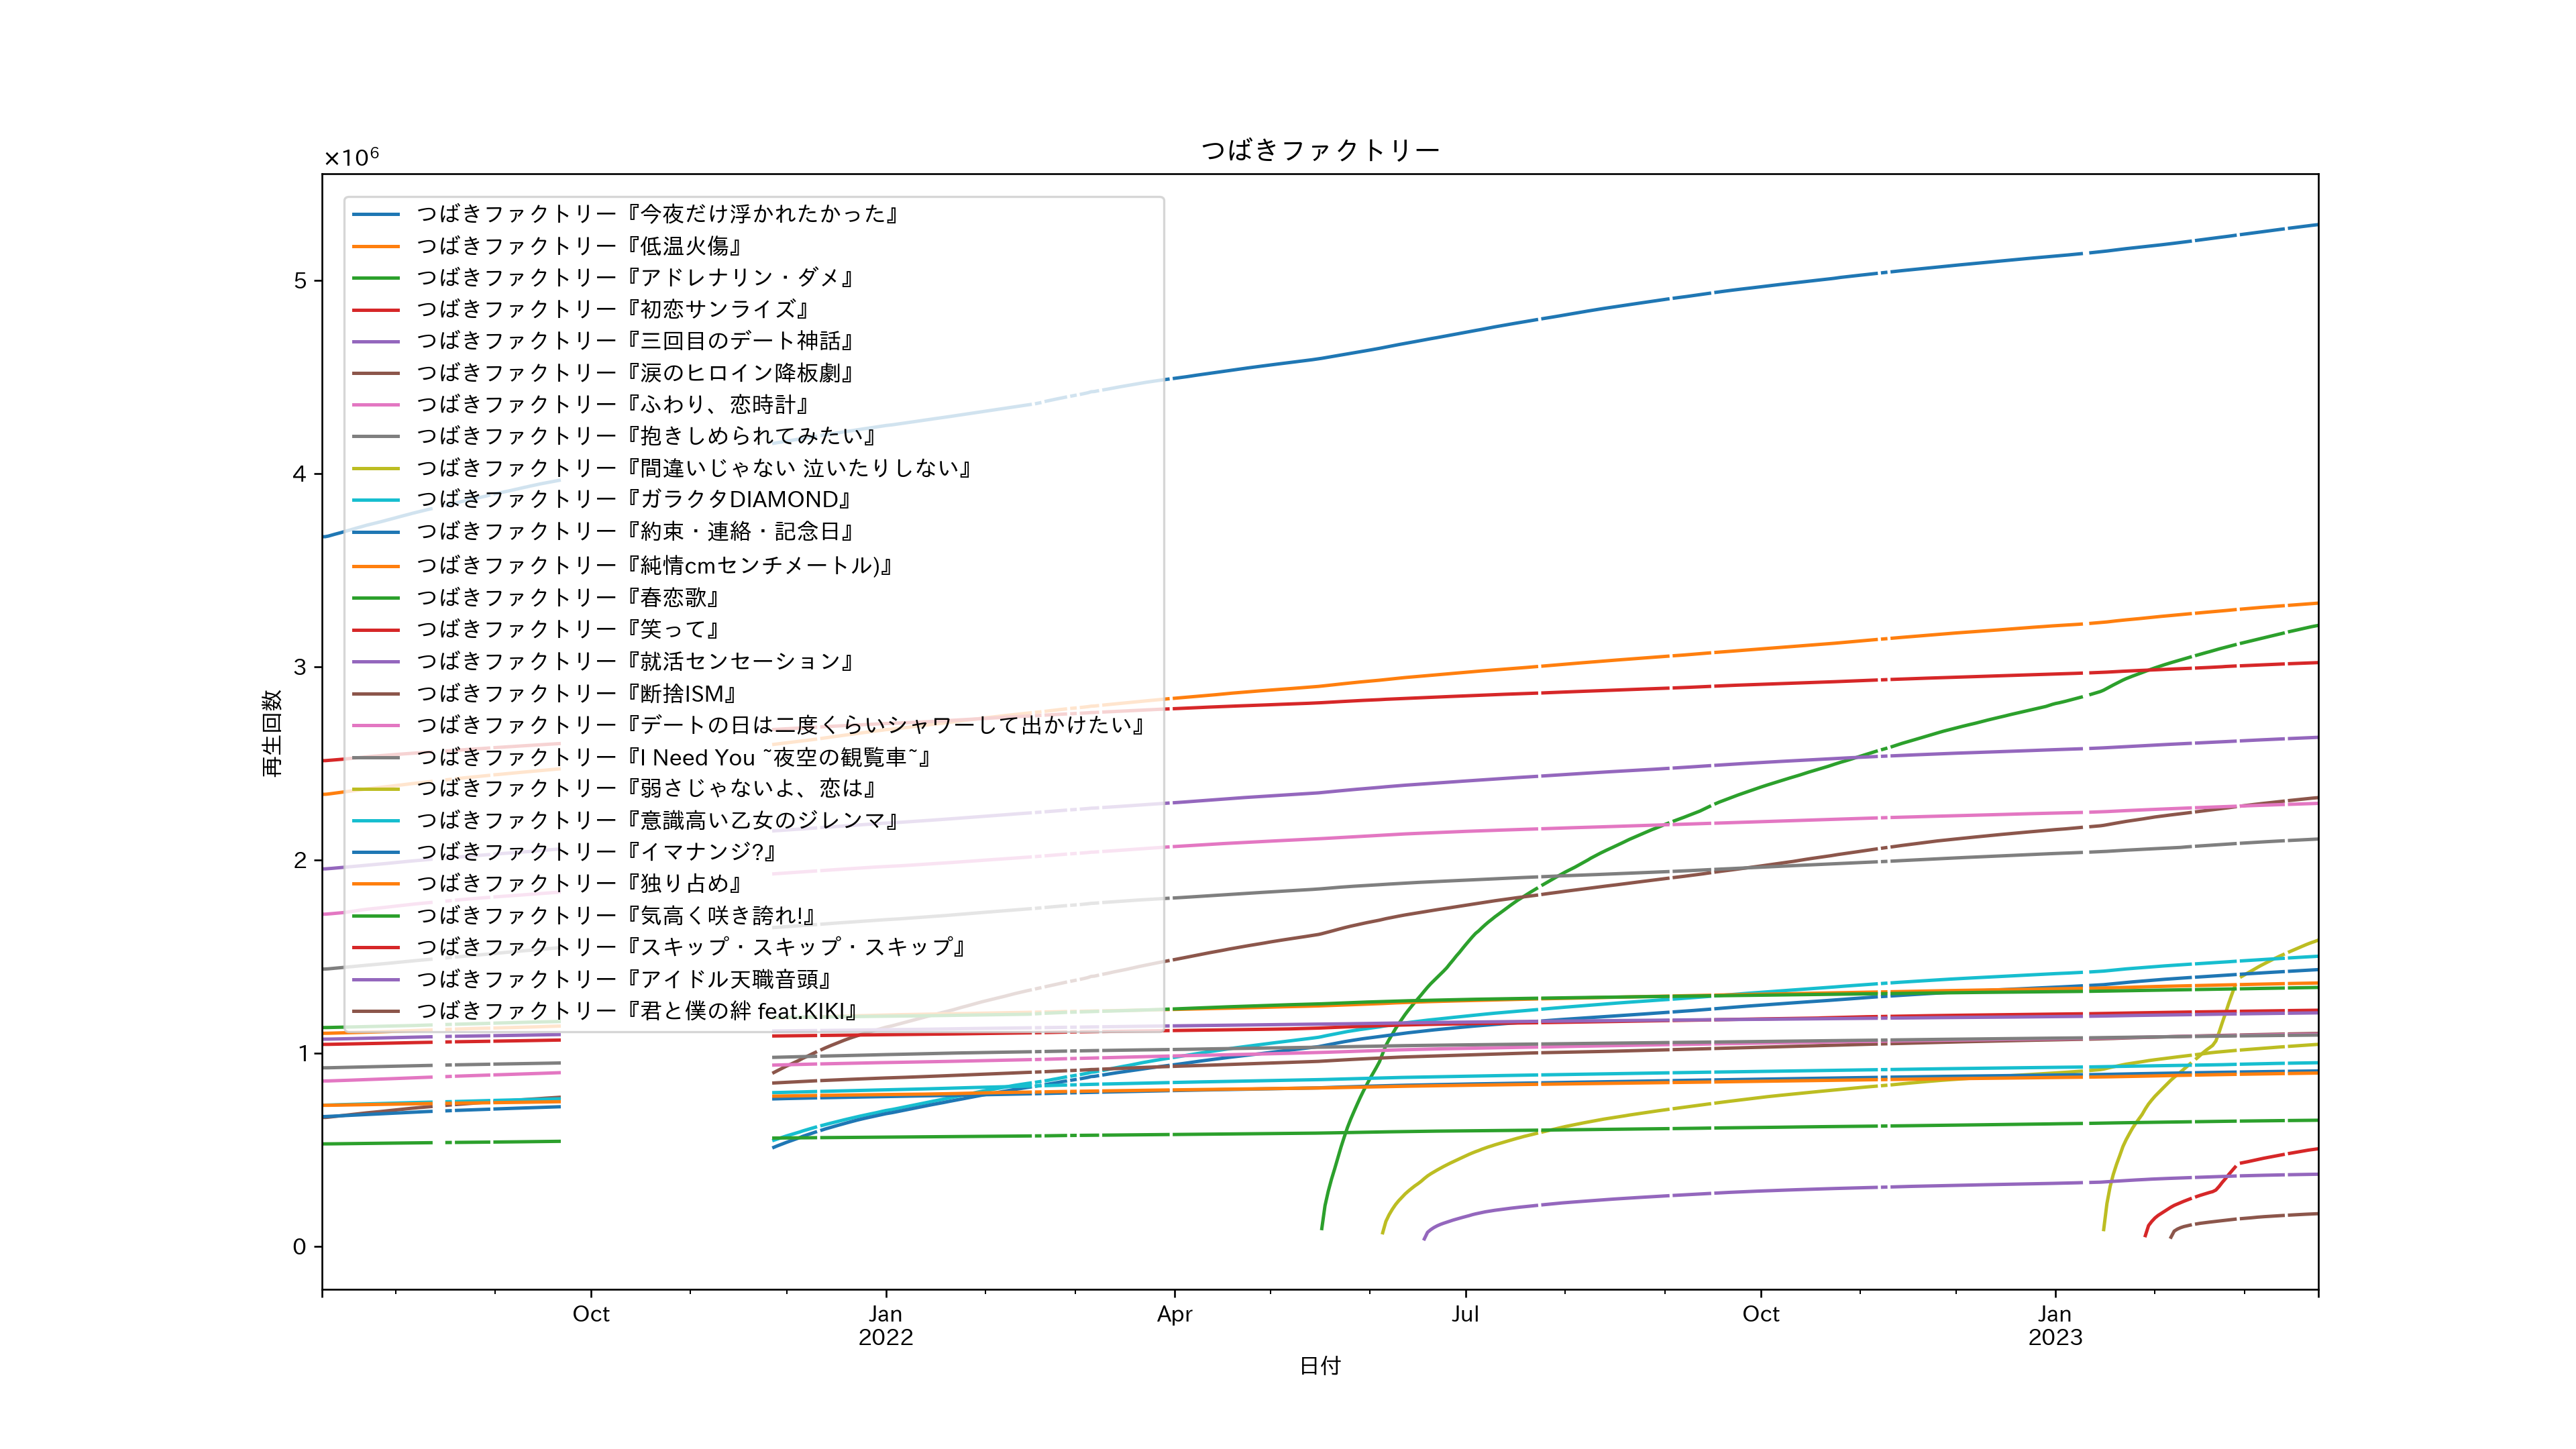 つばきファクトリー
×10⁶
つばきファクトリー『今夜だけ浮かれたかった』
つばきファクトリー『低温火傷』
つばきファクトリー『アドレナリン・ダメ』
つばきファクトリー『初恋サンライズ』
つばきファクトリー『三回目のデート神話』
つばきファクトリー『涙のヒロイン降板劇』
つばきファクトリー『ふわり、恋時計』
つばきファクトリー『抱きしめられてみたい』
つばきファクトリー『間違いじゃない 泣いたりしない』
つばきファクトリー『ガラクタDIAMOND』
つばきファクトリー『約束・連絡・記念日』
つばきファクトリー『純情cmセンチメートル)』
つばきファクトリー『春恋歌』
つばきファクトリー『笑って』
つばきファクトリー『就活センセーション』
つばきファクトリー『断捨ISM』
つばきファクトリー『デートの日は二度くらいシャワーして出かけたい』
つばきファクトリー『I Need You ~夜空の観覧車~』
つばきファクトリー『弱さじゃないよ、恋は』
つばきファクトリー『意識高い乙女のジレンマ』
つばきファクトリー『イマナンジ?』
つばきファクトリー『独り占め』
つばきファクトリー『気高く咲き誇れ!』
つばきファクトリー『スキップ・スキップ・スキップ』
つばきファクトリー『アイドル天職音頭』
つばきファクトリー『君と僕の絆 feat.KIKI』
再生回数
5
4
3
2
1
0
Oct
Jan
2022
Apr
Jul
Oct
Jan
2023
日付